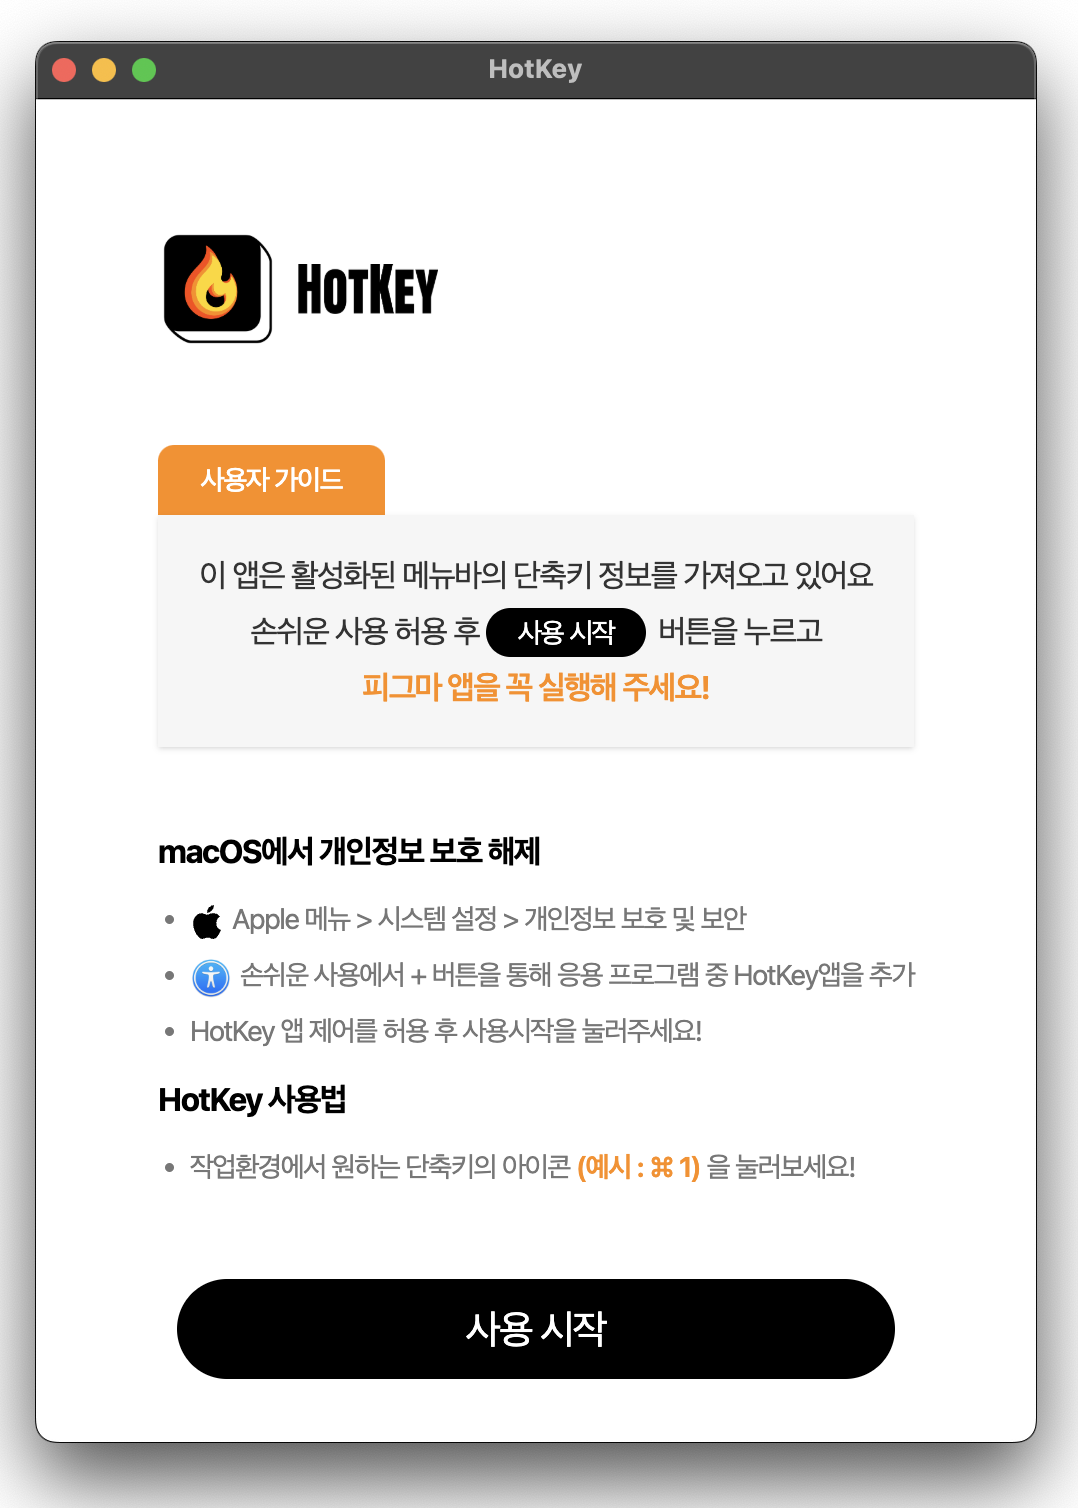 HotKey
HOTKEY
사용자 가이드
이 앱은 활성화된 메뉴바의 단축키 정보를 가져오고 있어요
손쉬운 사용 허용 후 사용 시작 버튼을 누르고
피그마 앱을 꼭 실행해 주세요!
macOS에서 개인정보 보호 해제
• Apple 메뉴 > 시스템 설정 > 개인정보 보호 및 보안
• 손쉬운 사용에서 + 버튼을 통해 응용 프로그램 중 HotKey앱을 추가
• HotKey 앱 제어를 허용 후 사용시작을 눌러주세요!
HotKey 사용법
• 작업환경에서 원하는 단축키의 아이콘 (예시 : ⌘ 1) 을 눌러보세요!
사용 시작